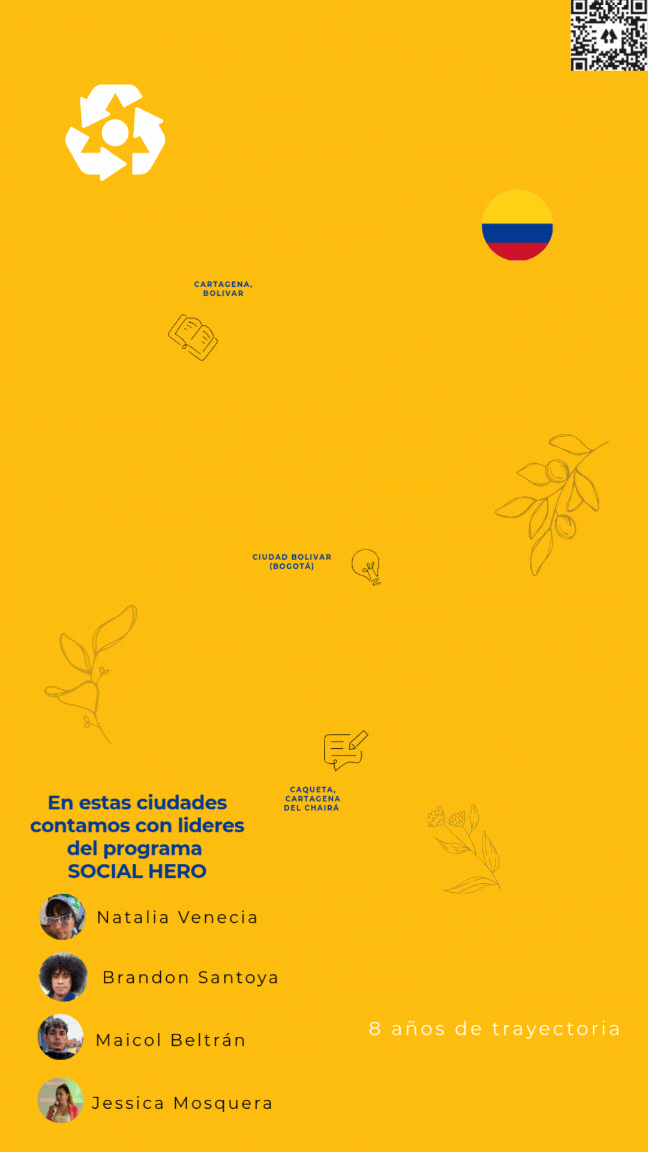 CARTAGENA,
BOLIVAR
CIUDAD BOLIVAR
(BOGOTÁ)
CAQUETA,
CARTAGENA
DEL CHAIRÁ
En estas ciudades
contamos con lideres
del programa
SOCIAL HERO
Natalia Venecia
Brandon Santoya
Maicol Beltrán
Jessica Mosquera
8 años de trayectoria